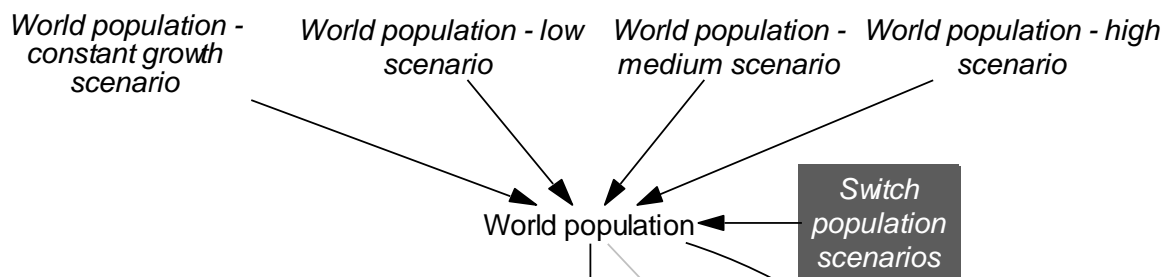 World population -
constant growth
scenario
World population - low
scenario
World population -
medium scenario
World population - high
scenario
World population
Switch
population
scenarios